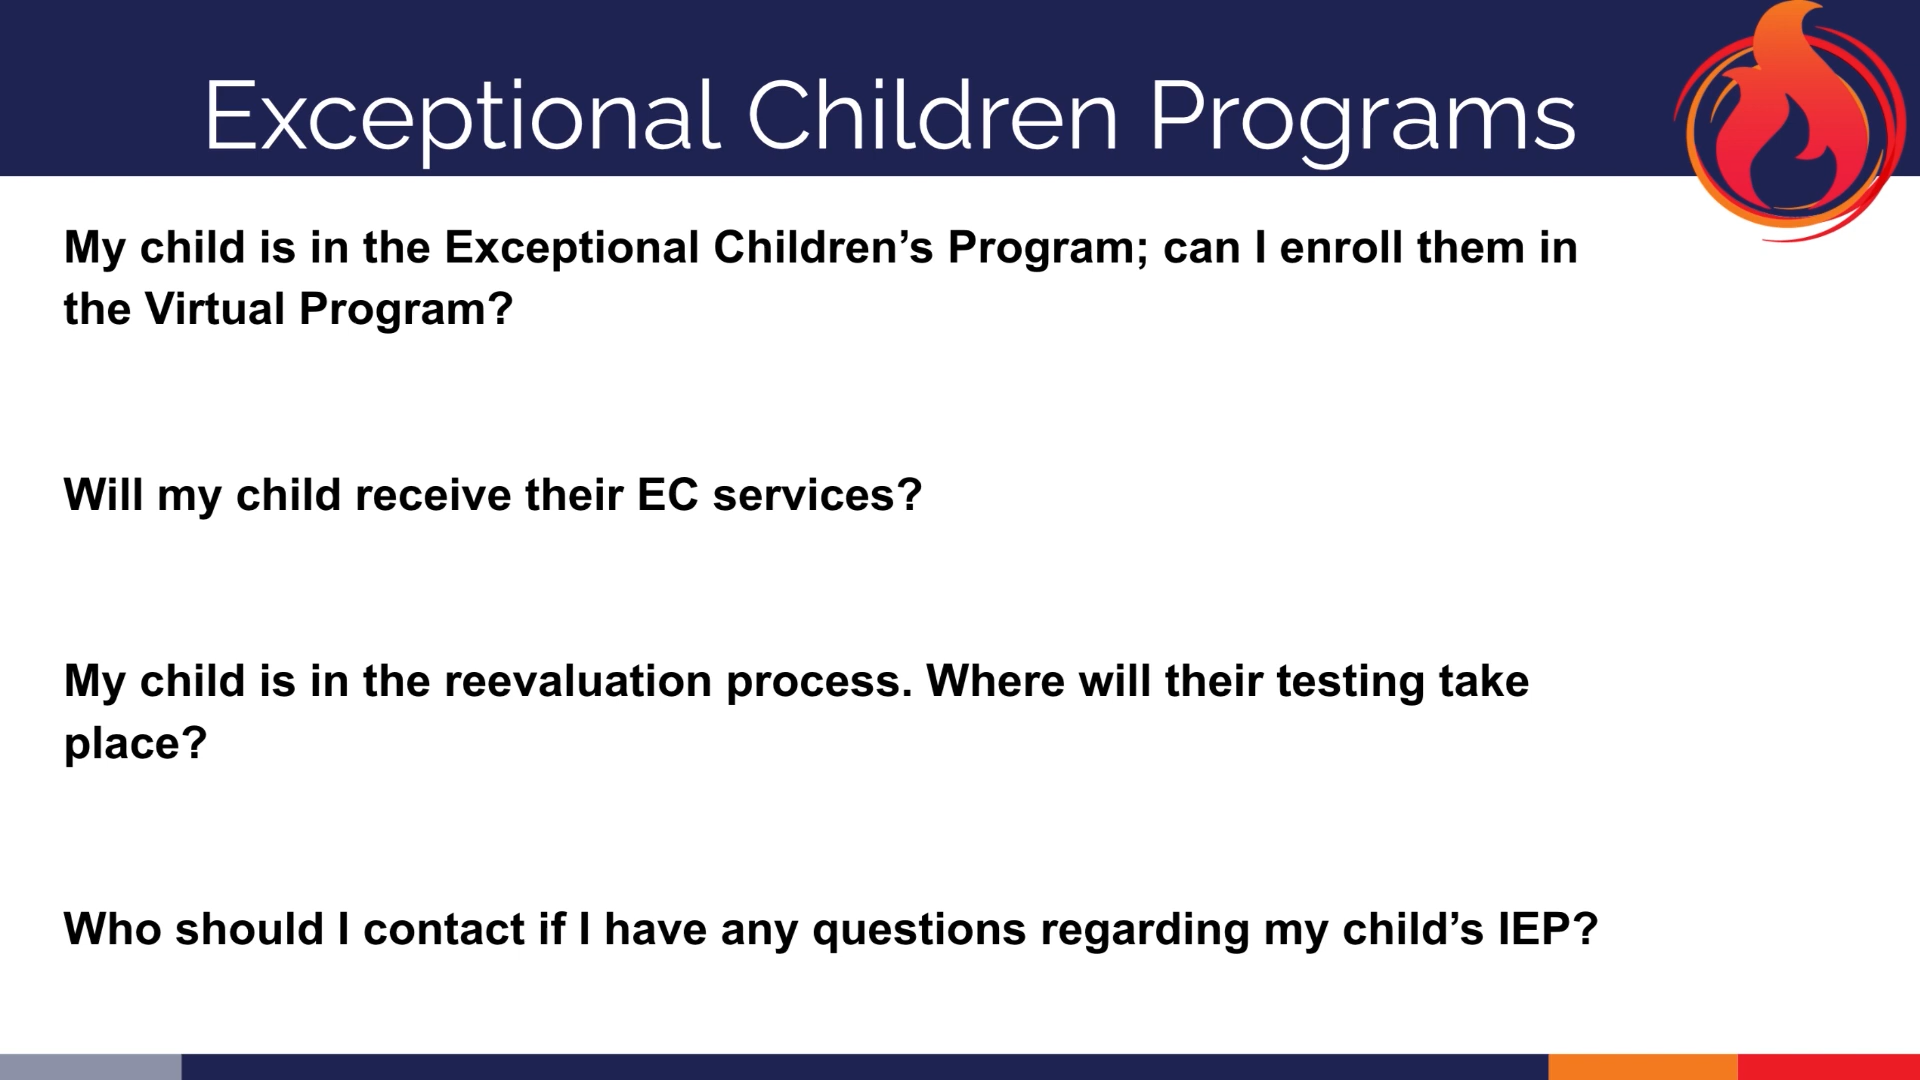 Exceptional Children Programs
My child is in the Exceptional Children’s Program; can I enroll them in
the Virtual Program?
Will my child receive their EC services?
My child is in the reevaluation process. Where will their testing take
place?
Who should I contact if I have any questions regarding my child’s IEP?